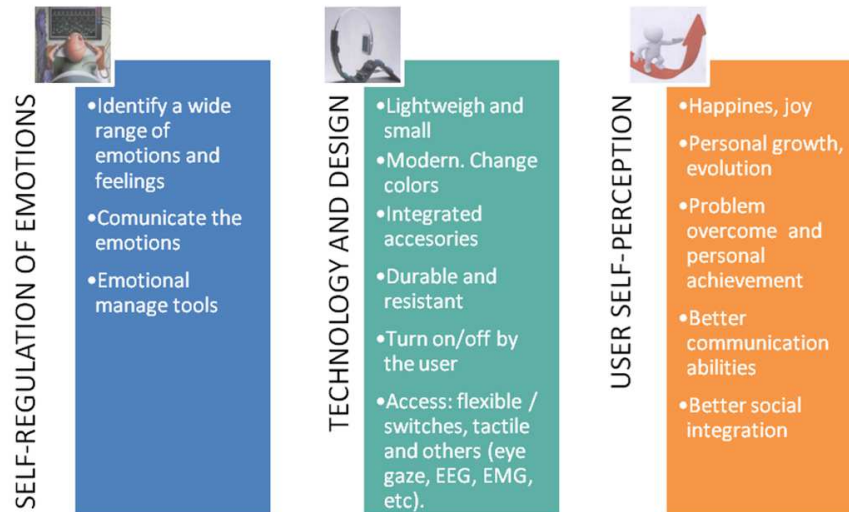 SELF-REGULATION OF EMOTIONS
•Identify a wide
range of
emotions and
feelings
•Comunicate the
emotions
•Emotional
manage tools
TECHNOLOGY AND DESIGN
•Lightweigh and
small
•Modern. Change
colors
•Integrated
accesories
•Durable and
resistant
•Turn on/off by
the user
•Access: flexible /
switches, tactile
and others (eye
gaze, EEG, EMG,
etc).
USER SELF-PERCEPTION
•Happines, joy
•Personal growth,
evolution
•Problem
overcome and
personal
achievement
•Better
communication
abilities
•Better social
integration